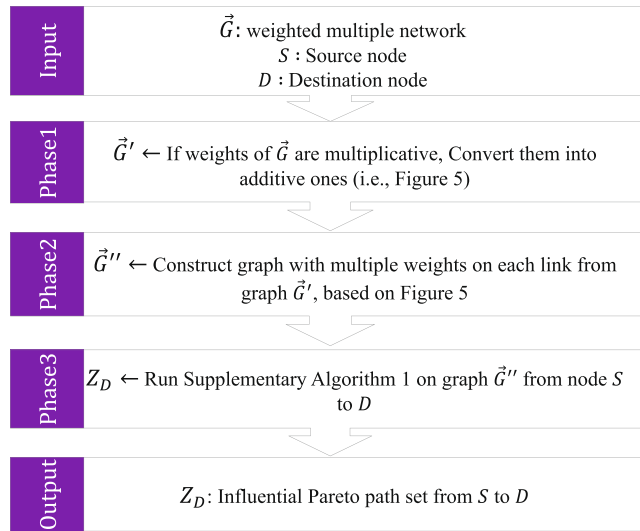 Input
G⃗: weighted multiple network
S : Source node
D : Destination node
Phase1
G⃗′ ← If weights of G⃗ are multiplicative, Convert them into
additive ones (i.e., Figure 5)
Phase2
G⃗′′ ← Construct graph with multiple weights on each link from
graph G⃗′, based on Figure 5
Phase3
Z_D ← Run Supplementary Algorithm 1 on graph G⃗′′ from node S
to D
Output
Z_D: Influential Pareto path set from S to D